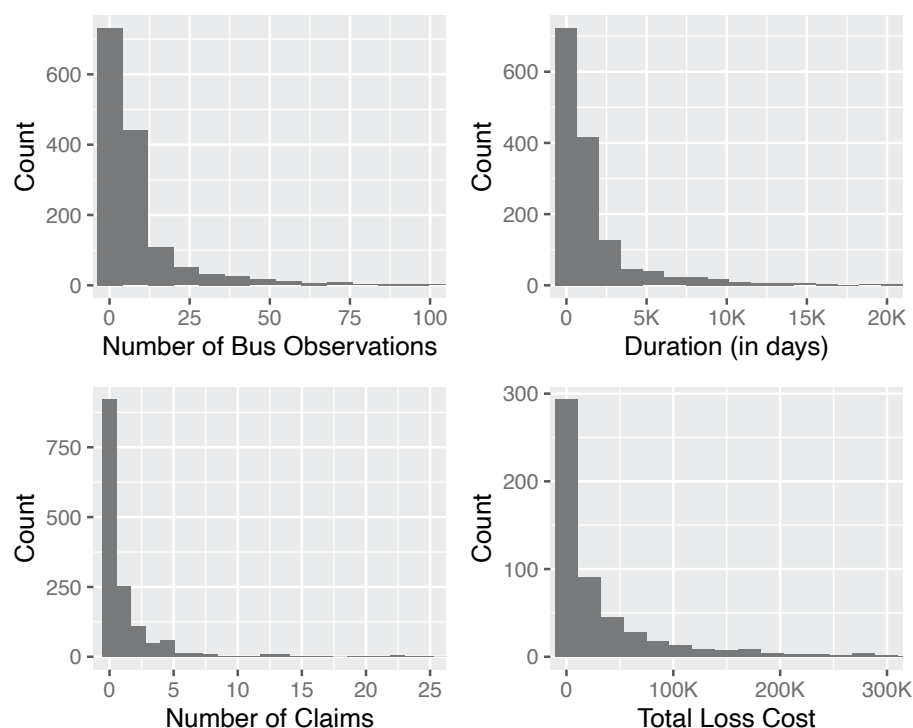 Count
600
400
200
0
0 25 50 75 100
Number of Bus Observations
Count
600
400
200
0
0 5K 10K 15K 20K
Duration (in days)
Count
750
500
250
0
0 5 10 15 20 25
Number of Claims
Count
300
200
100
0
0 100K 200K 300K
Total Loss Cost